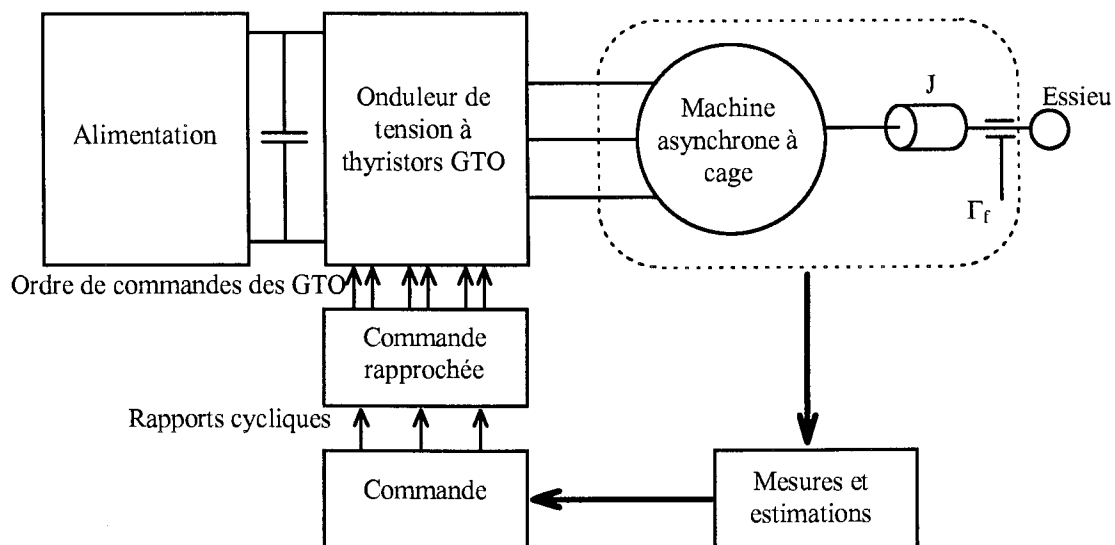 Alimentation
Onduleur de
tension à
thyristors GTO
Machine
asynchrone à
cage
J
Essieu
Γf
Ordre de commandes des GTO
Commande
rapprochée
Rapports cycliques
Commande
Mesures et
estimations